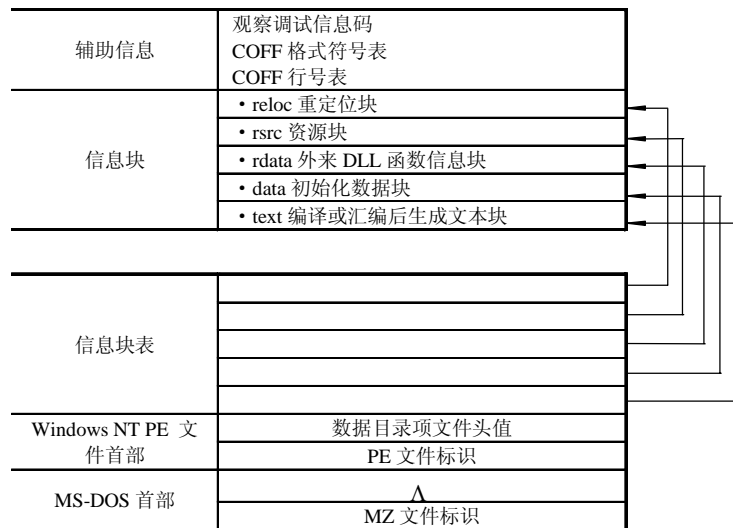 辅助信息
观察调试信息码
COFF 格式符号表
COFF 行号表
信息块
·reloc 重定位块
·rsrc 资源块
·rdata 外来 DLL 函数信息块
·data 初始化数据块
·text 编译或汇编后生成文本块
信息块表
Windows NT PE 文
件首部
数据目录项文件头值
PE 文件标识
MS-DOS 首部
Λ
MZ 文件标识